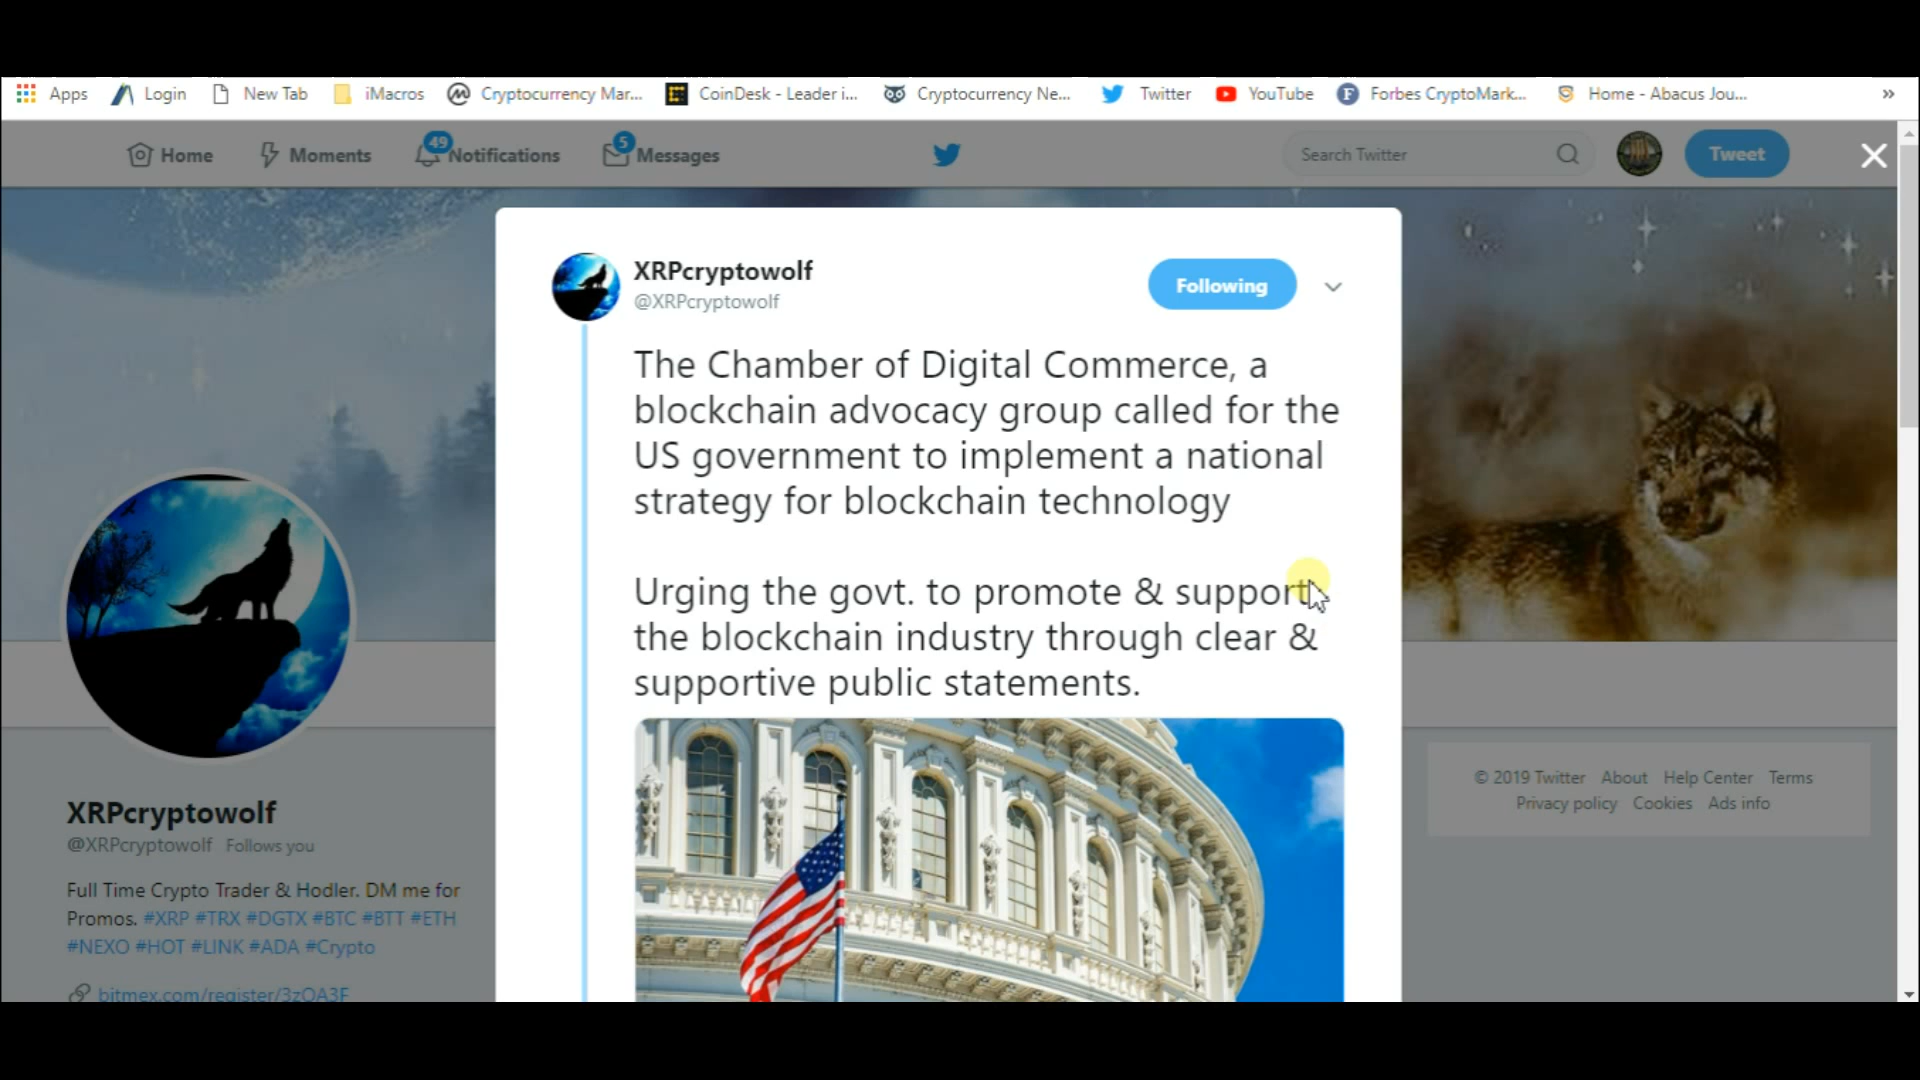 Apps Login New Tab iMacros Cryptocurrency Mar... CoinDesk - Leader i... Cryptocurrency Ne... Twitter YouTube Forbes CryptoMark... Home - Abacus Jou... »
Home Moments 49 Notifications 5 Messages Search Twitter Tweet
XRPcryptowolf
@XRPcryptowolf
Following
The Chamber of Digital Commerce, a
blockchain advocacy group called for the
US government to implement a national
strategy for blockchain technology
Urging the govt. to promote & support
the blockchain industry through clear &
supportive public statements.
XRPcryptowolf
@XRPcryptowolf Follows you
Full Time Crypto Trader & Hodler. DM me for
Promos. #XRP #TRX #DGTX #BTC #BTT #ETH
#NEXO #HOT #LINK #ADA #Crypto
bitmex.com/register/3zOA3F
© 2019 Twitter About Help Center Terms
Privacy policy Cookies Ads info